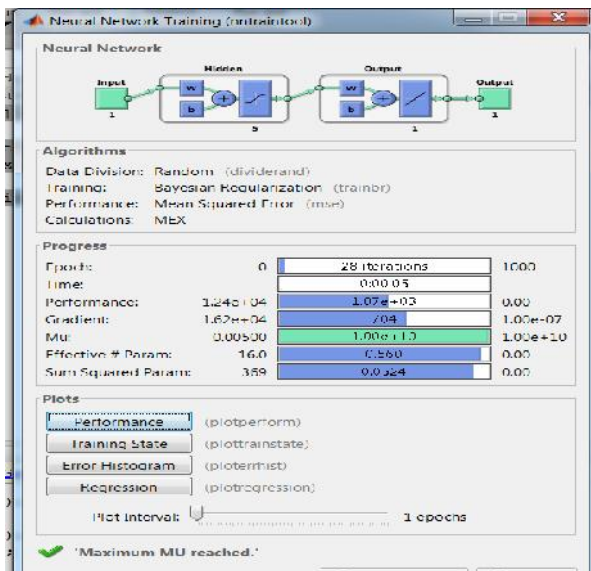 Neural Network Training (nntraintool)
Neural Network
Hidden Output
Input Output
W W
b b
1 1
5 1
Algorithms
Data Division: Random (dividerand)
Training: Bayesian Regularization (trainbr)
Performance: Mean Squared Error (mse)
Calculations: MEX
Progress
Epoch: 0 28 iterations 1000
Time: 0:00:05
Performance: 1.24e+04 1.07e+03 0.00
Gradient: 1.62e+04 704 1.00e-07
Mu: 0.00500 1.00e+10 1.00e+10
Effective # Param: 16.0 0.00
Sum Squared Param: 369 0.00
Plots
Performance (plotperform)
Training State (plottrainstate)
Error Histogram (ploterrhist)
Regression (plotregression)
Plot Interval: 1 epochs
'Maximum MU reached.'